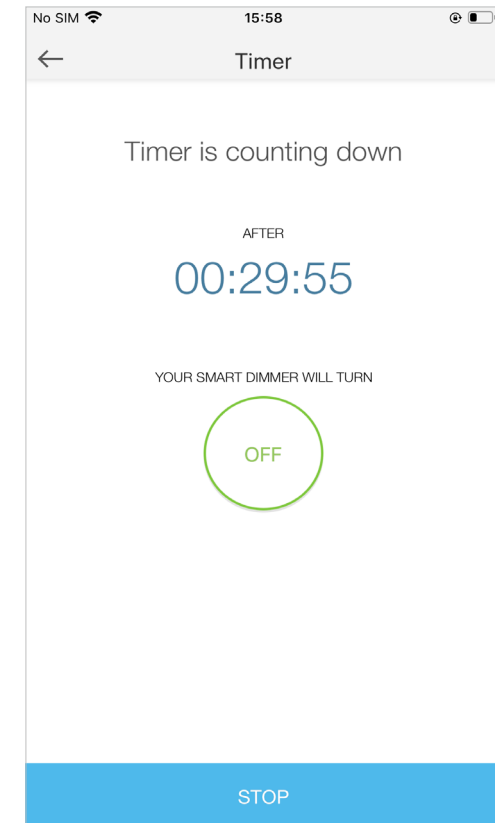 No SIM 15:58
Timer
Timer is counting down
AFTER
00:29:55
YOUR SMART DIMMER WILL TURN
OFF
STOP